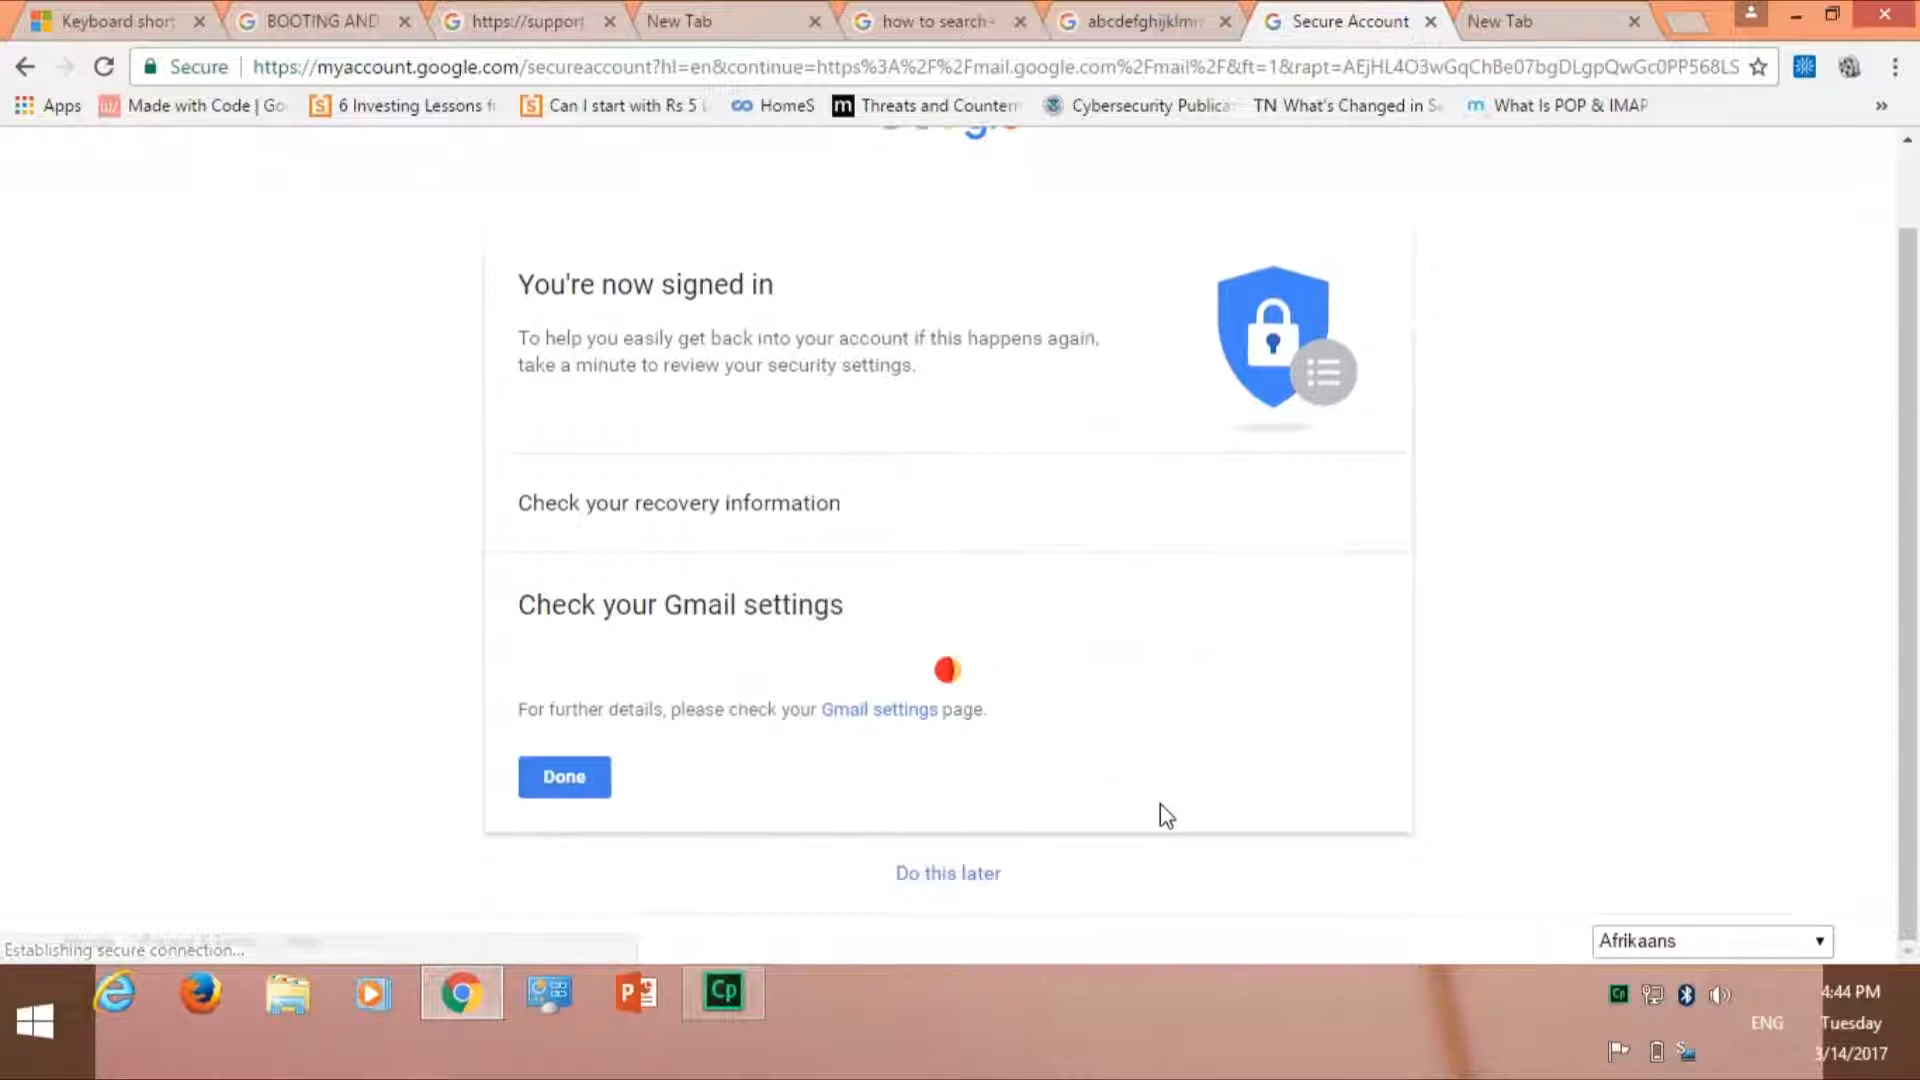 Keyboard short
BOOTING AND
https://support
New Tab
how to search
abcdefghijklm
Secure Account
New Tab
Secure
https://myaccount.google.com/secureaccount?hl=en&continue=https%3A%2F%2Fmail.google.com%2Fmail%2F&ft=1&rapt=AEjHL4O3wGqChBe07bgDLgpQwGc0PP568LS
Apps
Made with Code | Go
6 Investing Lessons f
Can I start with Rs 5
HomeS
Threats and Counter
Cybersecurity Publica
TN What's Changed in S
What Is POP & IMAP
You're now signed in
To help you easily get back into your account if this happens again,
take a minute to review your security settings.
Check your recovery information
Check your Gmail settings
For further details, please check your Gmail settings page.
Done
Do this later
Afrikaans
Establishing secure connection...
4:44 PM
ENG
Tuesday
3/14/2017